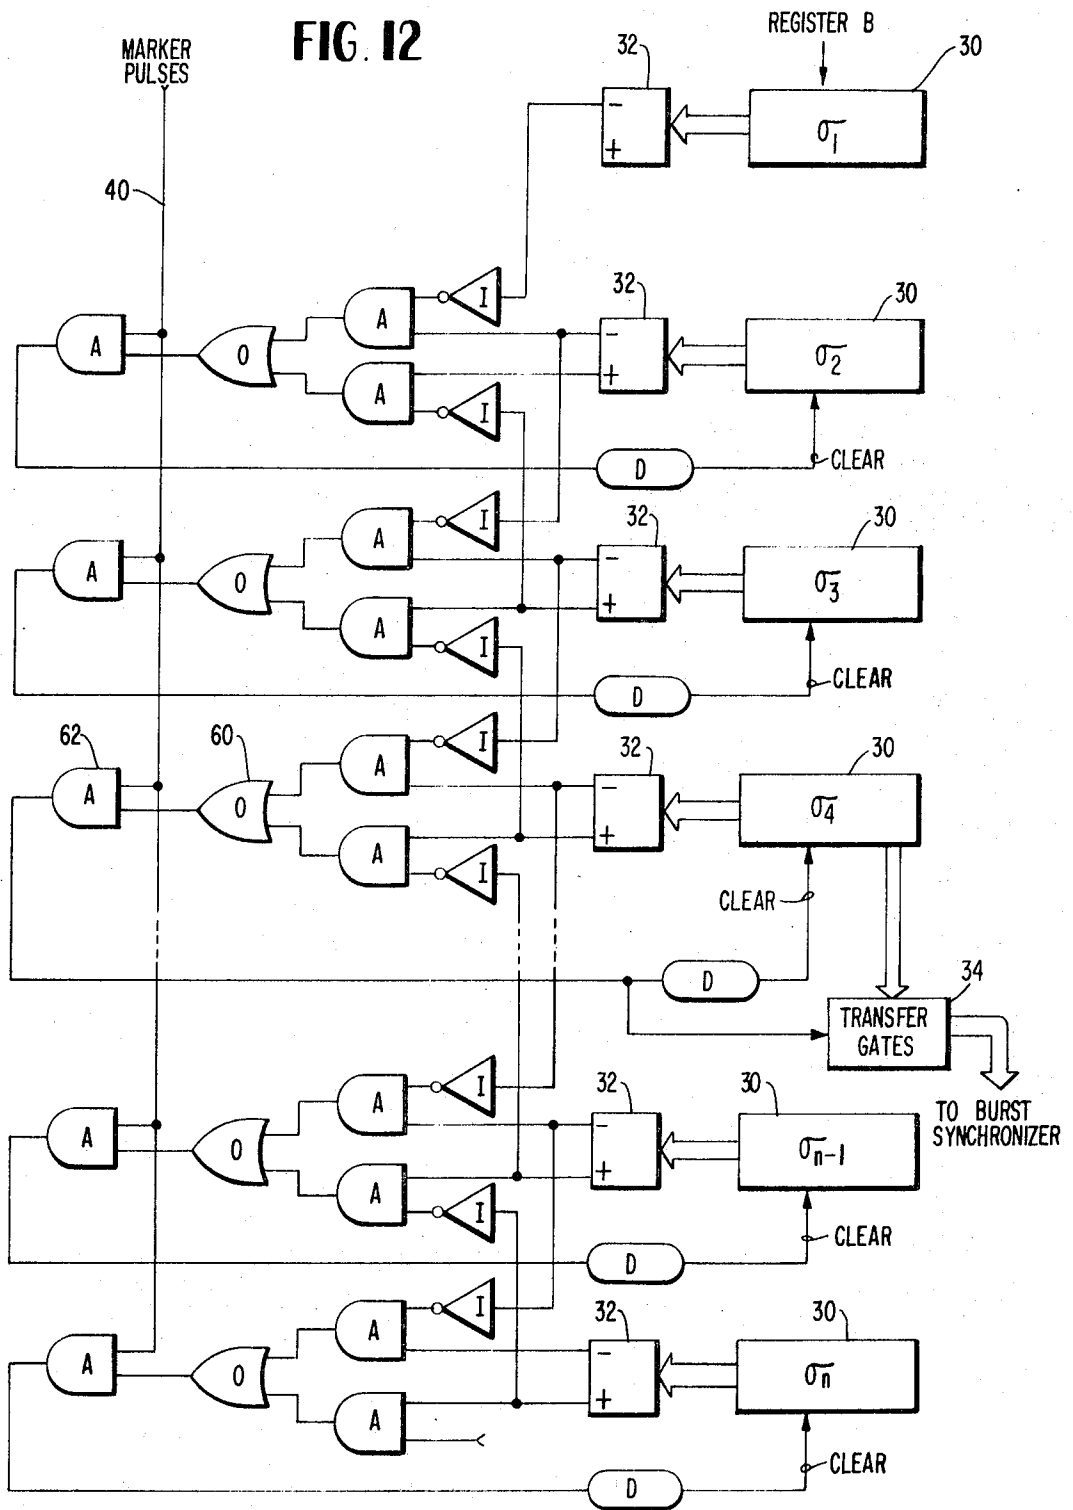 FIG. 12
MARKER
PULSES
REGISTER B
32
30
σ1
-
+
40
I
32
30
A
-
σ2
A
O
+
A
I
D
CLEAR
I
32
30
A
-
σ3
A
O
+
A
I
D
CLEAR
62
60
I
32
30
A
-
σ4
A
O
+
A
I
CLEAR
D
34
TRANSFER
GATES
TO BURST
SYNCHRONIZER
I
32
30
A
-
σn-1
A
O
+
A
I
D
CLEAR
I
32
30
A
-
σn
A
O
+
A
D
CLEAR